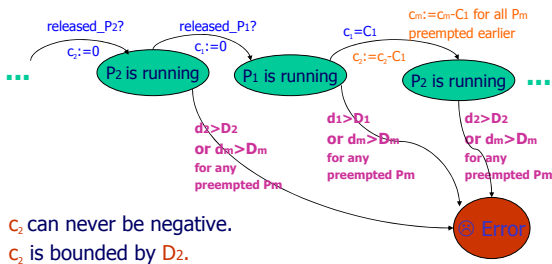 released_P2?
c2:=0
released_P1?
c1:=0
c1=C1
c2:=c2-C1
cm:=cm-C1 for all Pm
preempted earlier
...
P2 is running
P1 is running
P2 is running
...
d2>D2
or dm>Dm
for any
preempted Pm
d1>D1
or dm>Dm
for any
preempted Pm
d2>D2
or dm>Dm
for any
preempted Pm
☹ Error
c2 can never be negative.
c2 is bounded by D2.